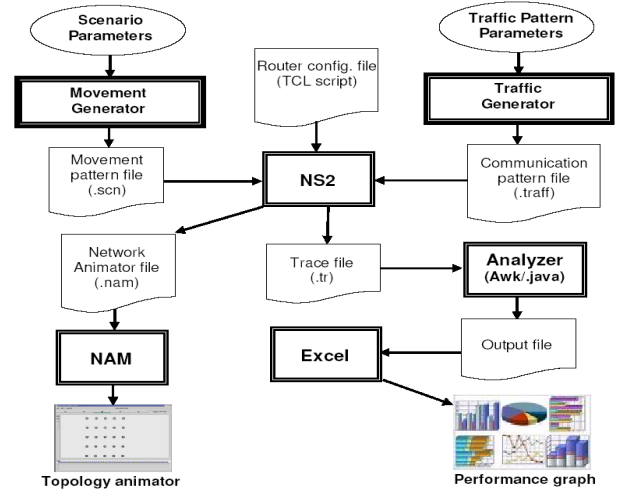 Scenario
Parameters
Traffic Pattern
Parameters
Router config. file
(TCL script)
Movement
Generator
Traffic
Generator
Movement
pattern file
(.scn)
NS2
Communication
pattern file
(.traff)
Network
Animator file
(.nam)
Trace file
(.tr)
Analyzer
(Awk/.java)
NAM
Excel
Output file
Topology animator
Performance graph